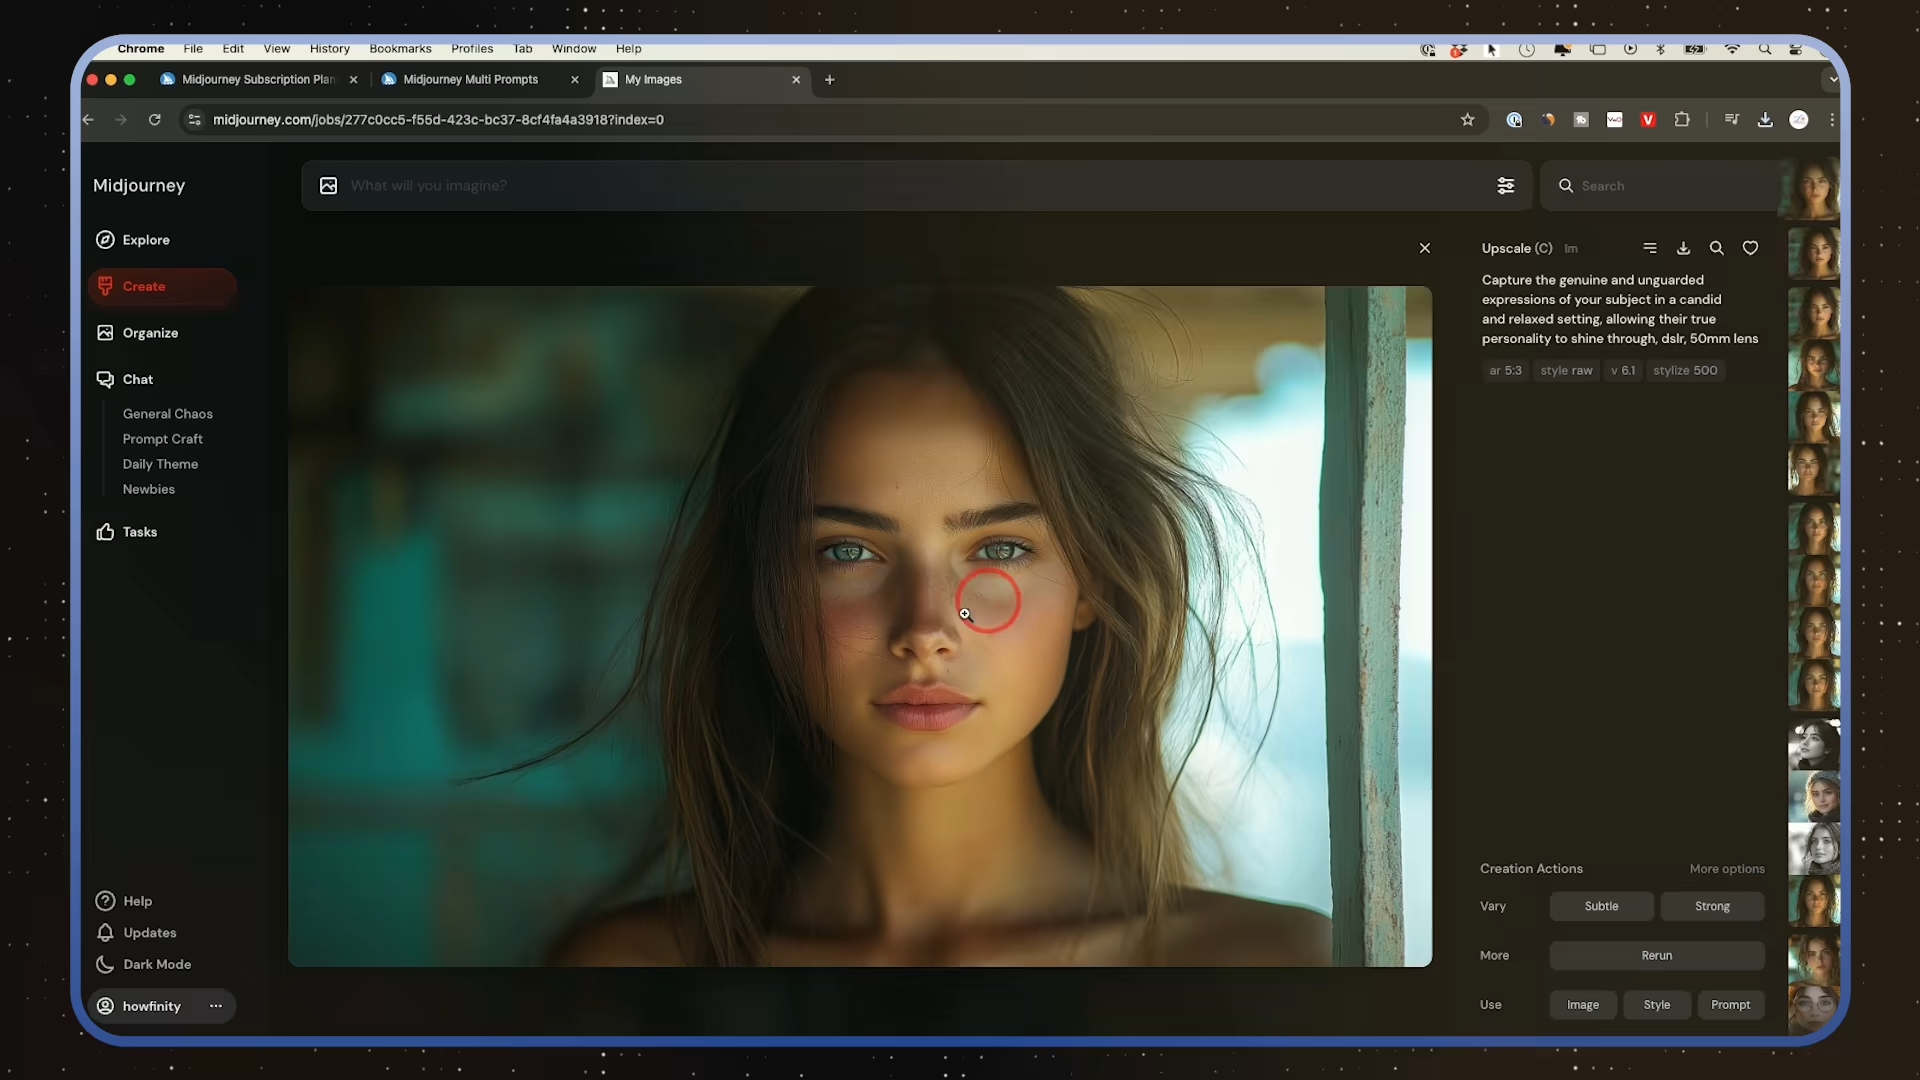 Chrome File Edit View History Bookmarks Profiles Tab Window Help
Midjourney Subscription Plan Midjourney Multi Prompts My Images
midjourney.com/jobs/277c0cc5-f55d-423c-bc37-8cf4fa4a3918?index=0
Midjourney
What will you imagine?
Search
Explore
Create
Organize
Chat
General Chaos
Prompt Craft
Daily Theme
Newbies
Tasks
Help
Updates
Dark Mode
howfinity
Upscale (C) 1m
Capture the genuine and unguarded
expressions of your subject in a candid
and relaxed setting, allowing their true
personality to shine through, dslr, 50mm lens
ar 5:3 style raw v 6.1 stylize 500
Creation Actions More options
Vary Subtle Strong
More Rerun
Use Image Style Prompt